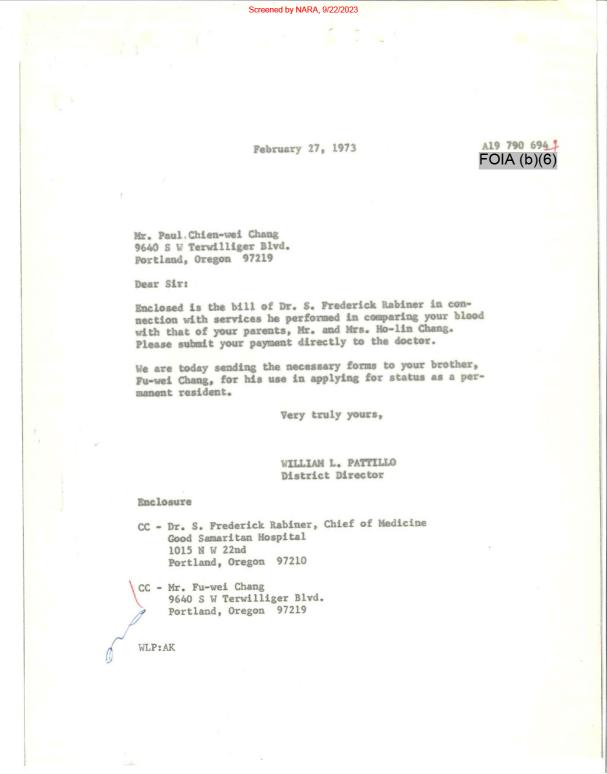 Screened by NARA, 9/22/2023
February 27, 1973
A19 790 694
FOIA (b)(6)
Mr. Paul Chien-wei Chang
9640 S W Terwilliger Blvd.
Portland, Oregon 97219
Dear Sir:
Enclosed is the bill of Dr. S. Frederick Rabiner in con-
nection with services he performed in comparing your blood
with that of your parents, Mr. and Mrs. Ho-lin Chang.
Please submit your payment directly to the doctor.
We are today sending the necessary forms to your brother,
Fu-wei Chang, for his use in applying for status as a per-
manent resident.
Very truly yours,
WILLIAM L. PATTILLO
District Director
Enclosure
CC - Dr. S. Frederick Rabiner, Chief of Medicine
Good Samaritan Hospital
1015 N W 22nd
Portland, Oregon 97210
CC - Mr. Fu-wei Chang
9640 S W Terwilliger Blvd.
Portland, Oregon 97219
WLP:AK